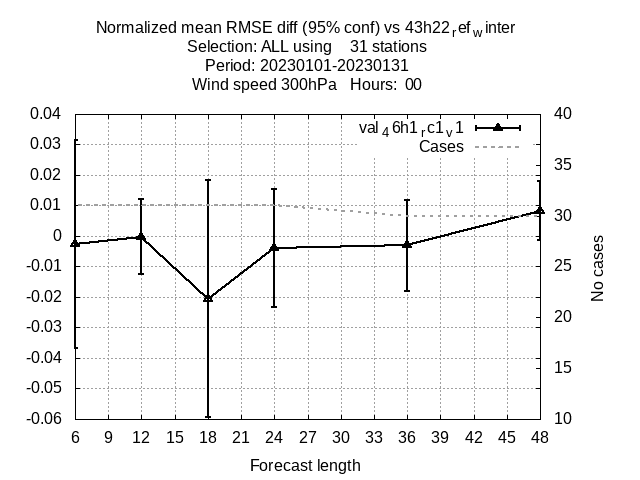 Normalized mean RMSE diff (95% conf) vs 43h22refwinter
Selection: ALL using 31 stations
Period: 20230101-20230131
Wind speed 300hPa Hours: 00
val46h1rc1v1
Cases
0.04
0.03
0.02
0.01
0
-0.01
-0.02
-0.03
-0.04
-0.05
-0.06
40
35
30
25
20
15
10
No cases
6 9 12 15 18 21 24 27 30 33 36 39 42 45 48
Forecast length